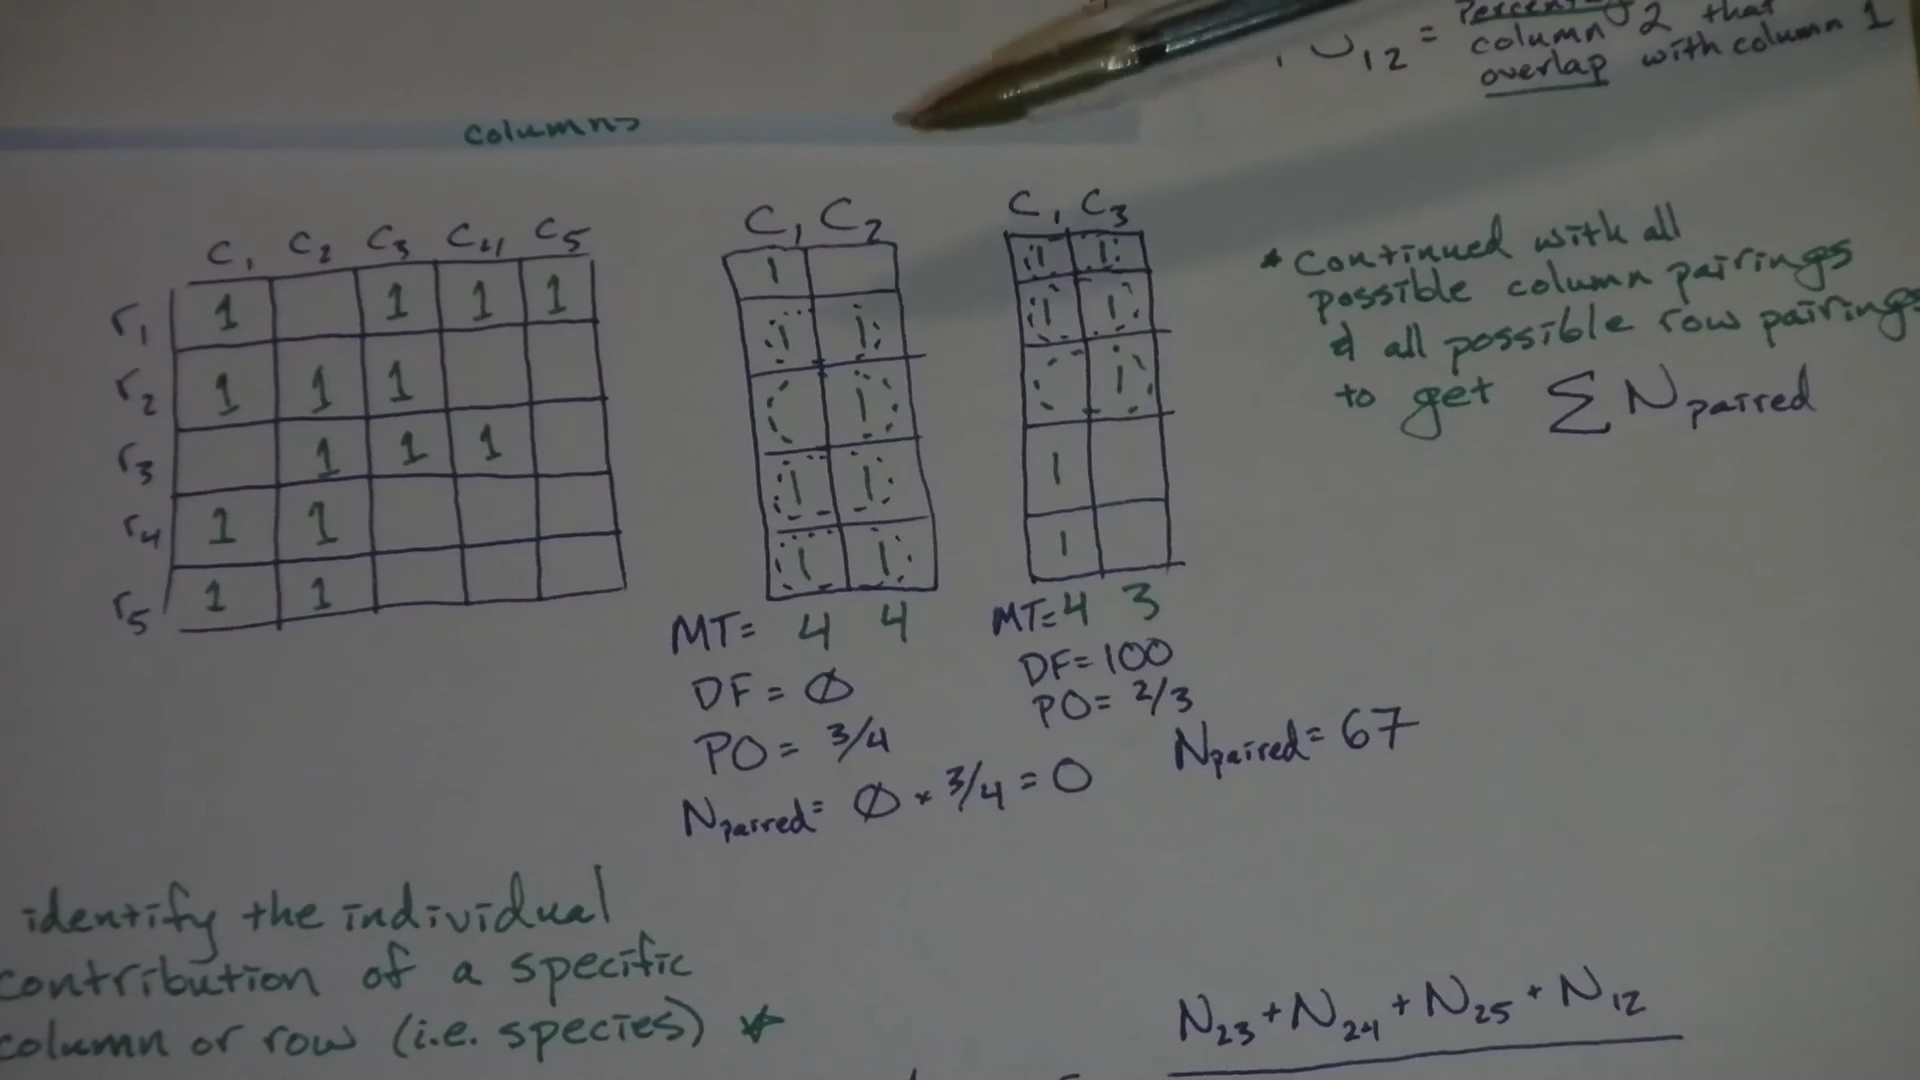 column 2 that
12 =
overlap with column 1
columns
C1 C2 C3 C4 C5
r1 1 1 1 1
r2 1 1 1
r3 1 1 1
r4 1 1
r5 1 1
C1 C2
1
1 1
1
1 1
1 1
MT= 4 4
DF = Ø
PO = 3/4
Npaired= Ø × 3/4 = 0
C1 C3
1 1
1 1
1
1
1
MT= 4 3
DF= 100
PO= 2/3
Npaired= 67
* Continued with all
possible column pairings
& all possible row pairings
to get Σ Npaired
identify the individual
contribution of a specific
column or row (i.e. species) *
N23 + N24 + N25 + N12